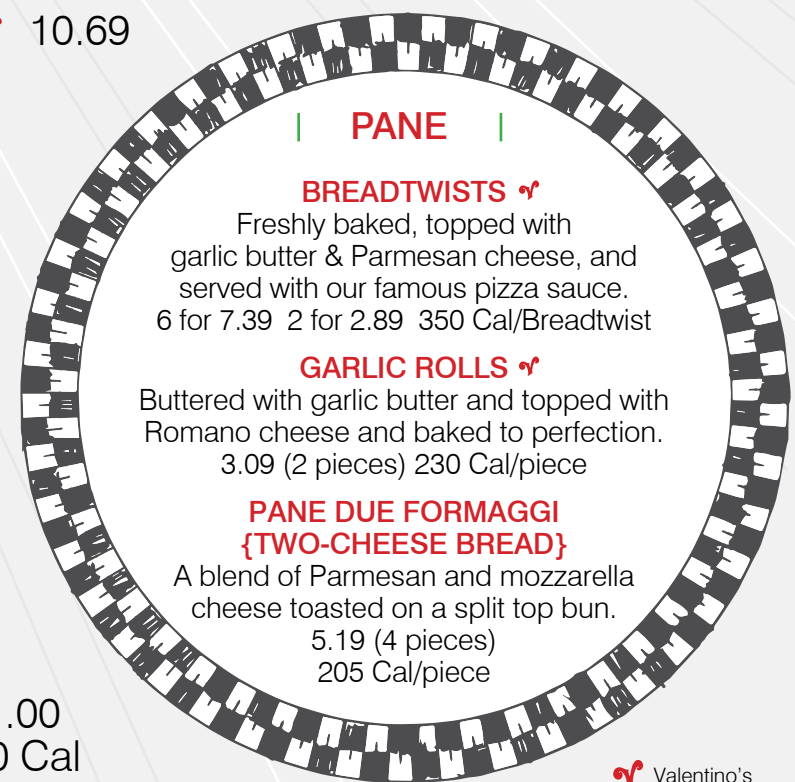 10.69
PANE
BREADTWISTS
Freshly baked, topped with
garlic butter & Parmesan cheese, and
served with our famous pizza sauce.
6 for 7.39 2 for 2.89 350 Cal/Breadtwist
GARLIC ROLLS
Buttered with garlic butter and topped with
Romano cheese and baked to perfection.
3.09 (2 pieces) 230 Cal/piece
PANE DUE FORMAGGI
{TWO-CHEESE BREAD}
A blend of Parmesan and mozzarella
cheese toasted on a split top bun.
5.19 (4 pieces)
205 Cal/piece
.00
Cal
Valentino's